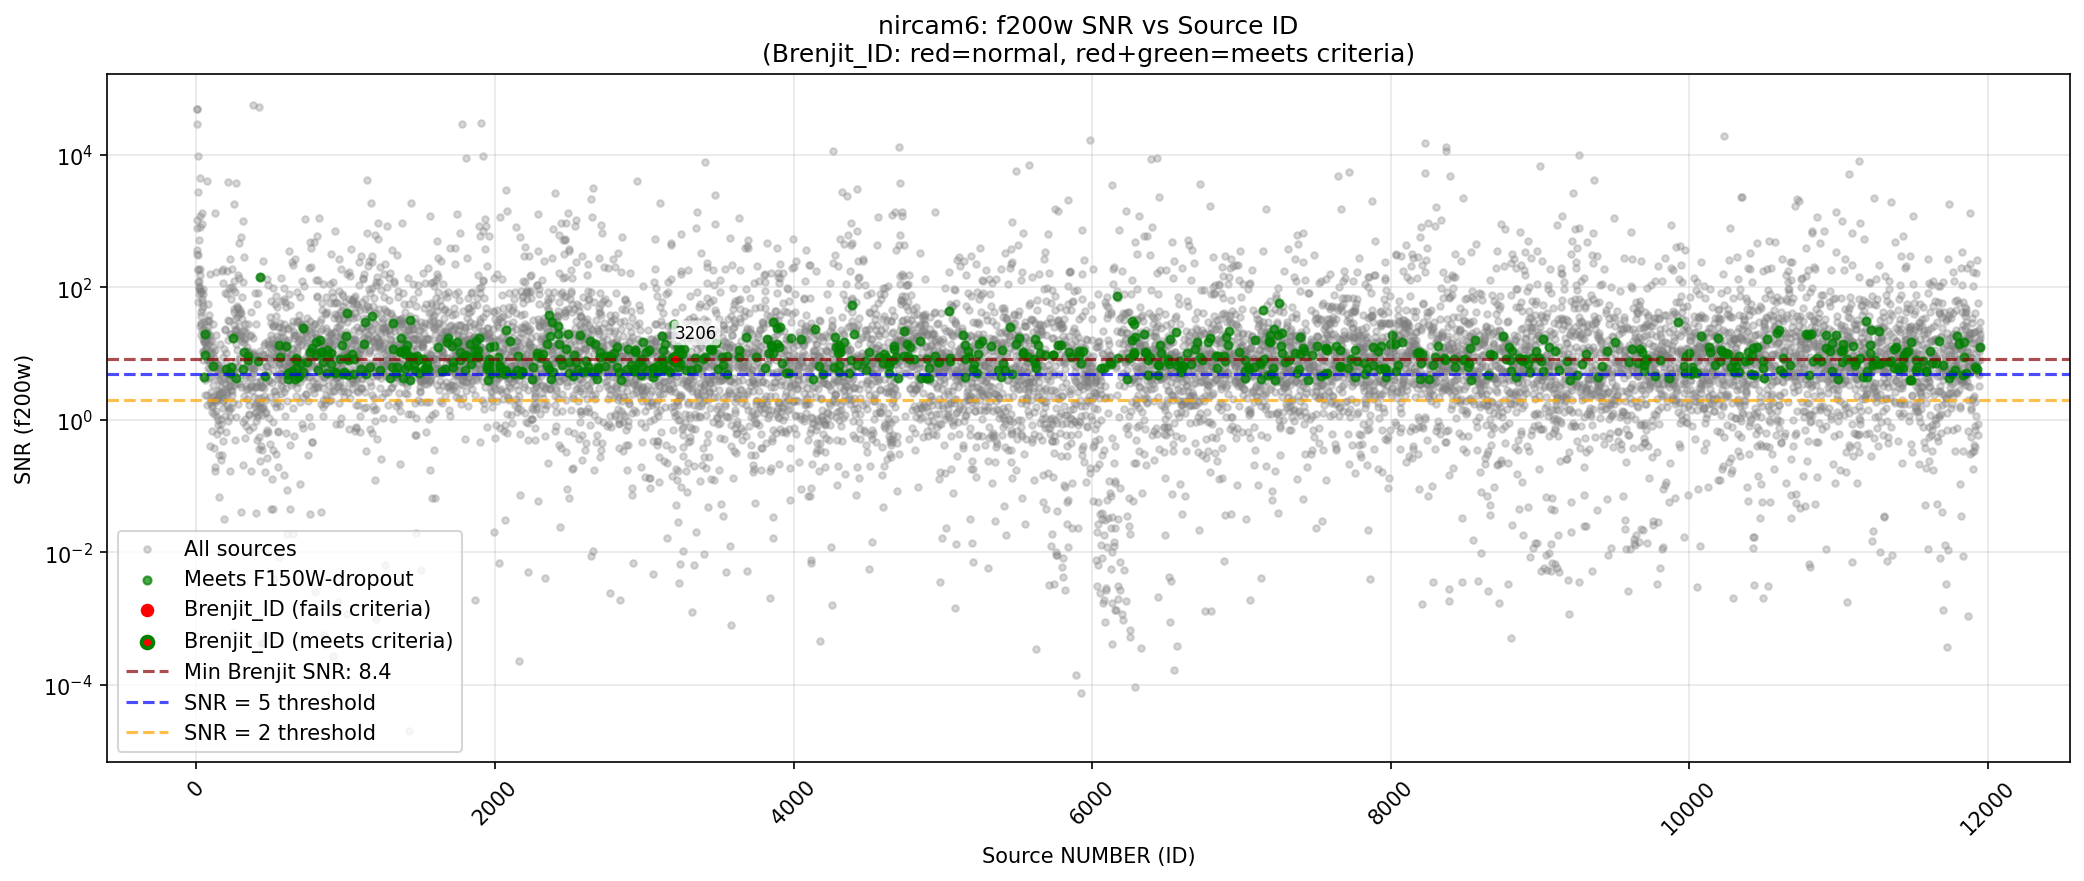 nircam6: f200w SNR vs Source ID
(Brenjit_ID: red=normal, red+green=meets criteria)
SNR (f200w)
10^4
10^2
10^0
10^-2
10^-4
3206
All sources
Meets F150W-dropout
Brenjit_ID (fails criteria)
Brenjit_ID (meets criteria)
Min Brenjit SNR: 8.4
SNR = 5 threshold
SNR = 2 threshold
0
2000
4000
6000
8000
10000
12000
Source NUMBER (ID)